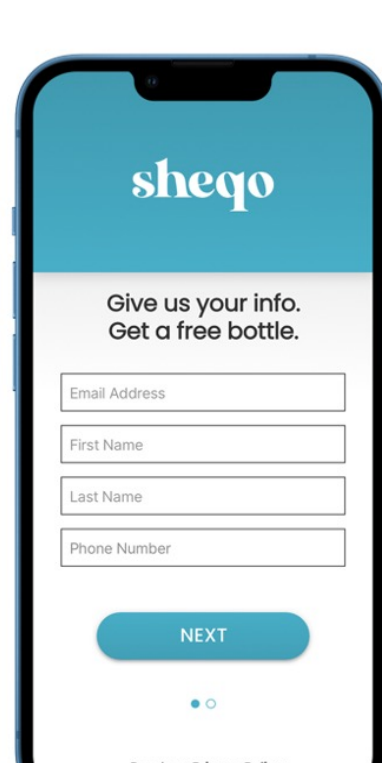 sheqo
Give us your info.
Get a free bottle.
Email Address
First Name
Last Name
Phone Number
NEXT